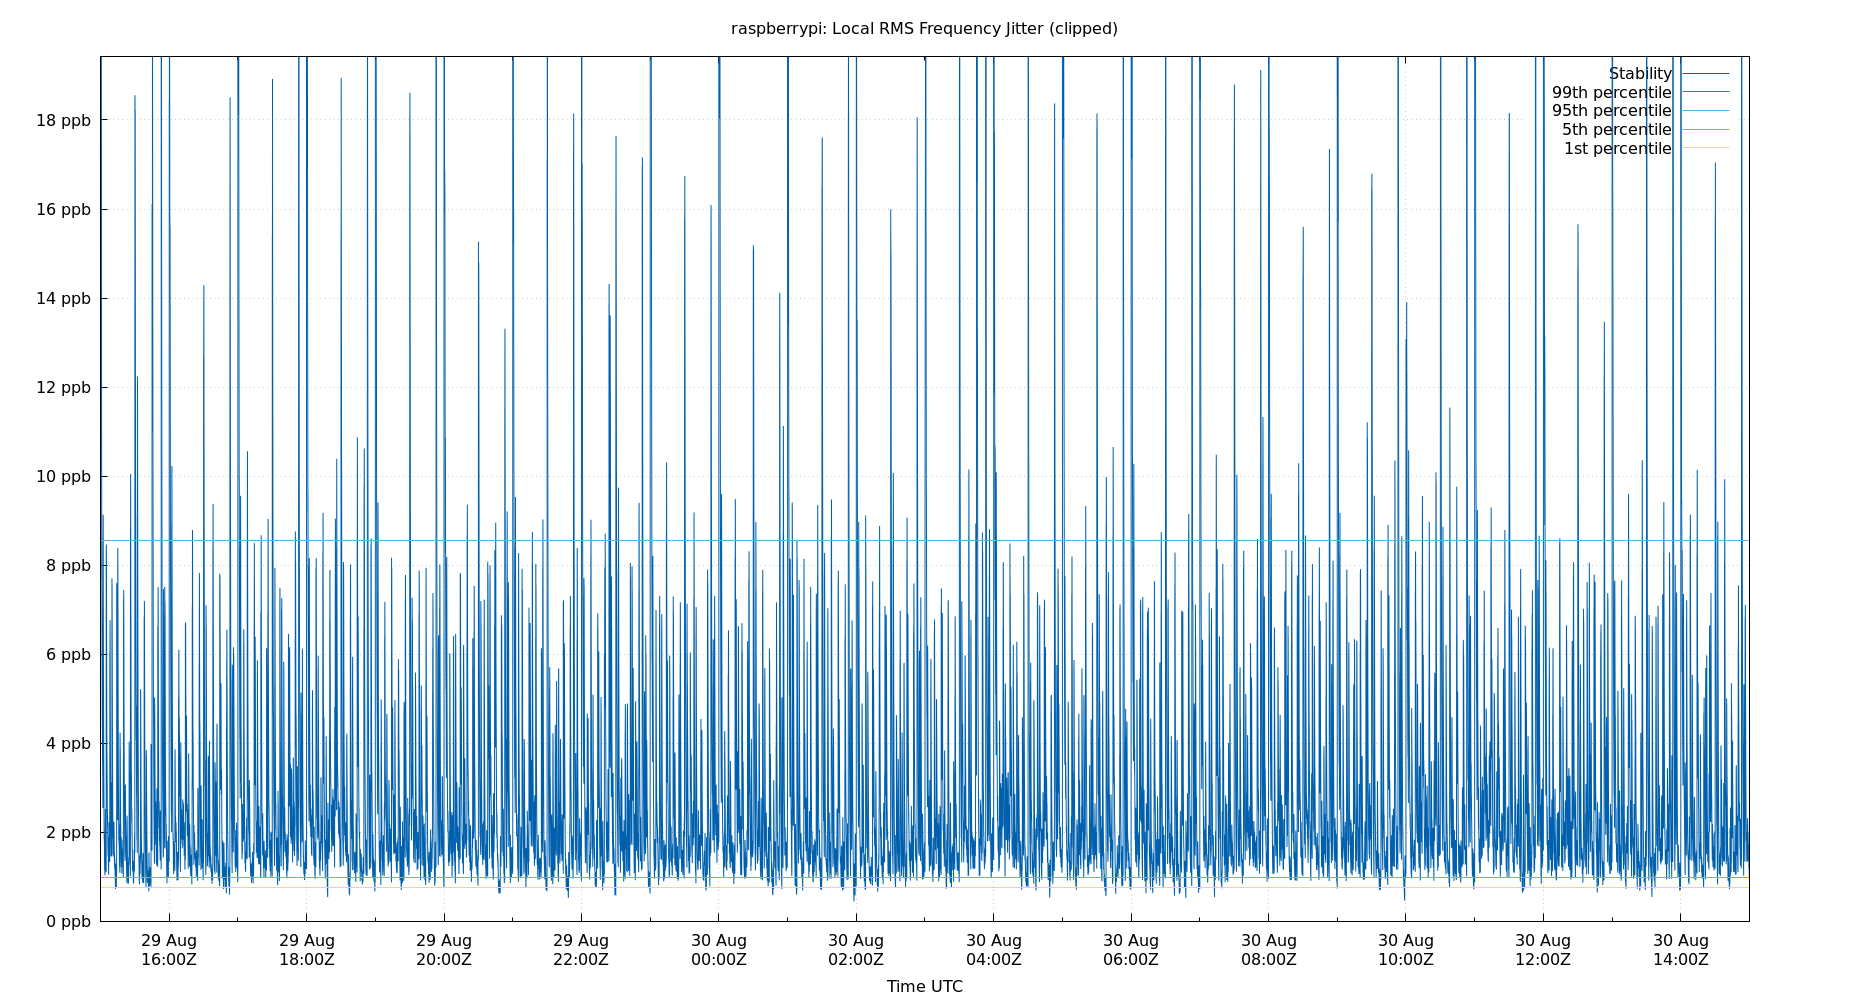 raspberrypi: Local RMS Frequency Jitter (clipped)
Stability
99th percentile
95th percentile
5th percentile
1st percentile
18 ppb
16 ppb
14 ppb
12 ppb
10 ppb
8 ppb
6 ppb
4 ppb
2 ppb
0 ppb
29 Aug 29 Aug 29 Aug 29 Aug 30 Aug 30 Aug 30 Aug 30 Aug 30 Aug 30 Aug 30 Aug 30 Aug
16:00Z 18:00Z 20:00Z 22:00Z 00:00Z 02:00Z 04:00Z 06:00Z 08:00Z 10:00Z 12:00Z 14:00Z
Time UTC